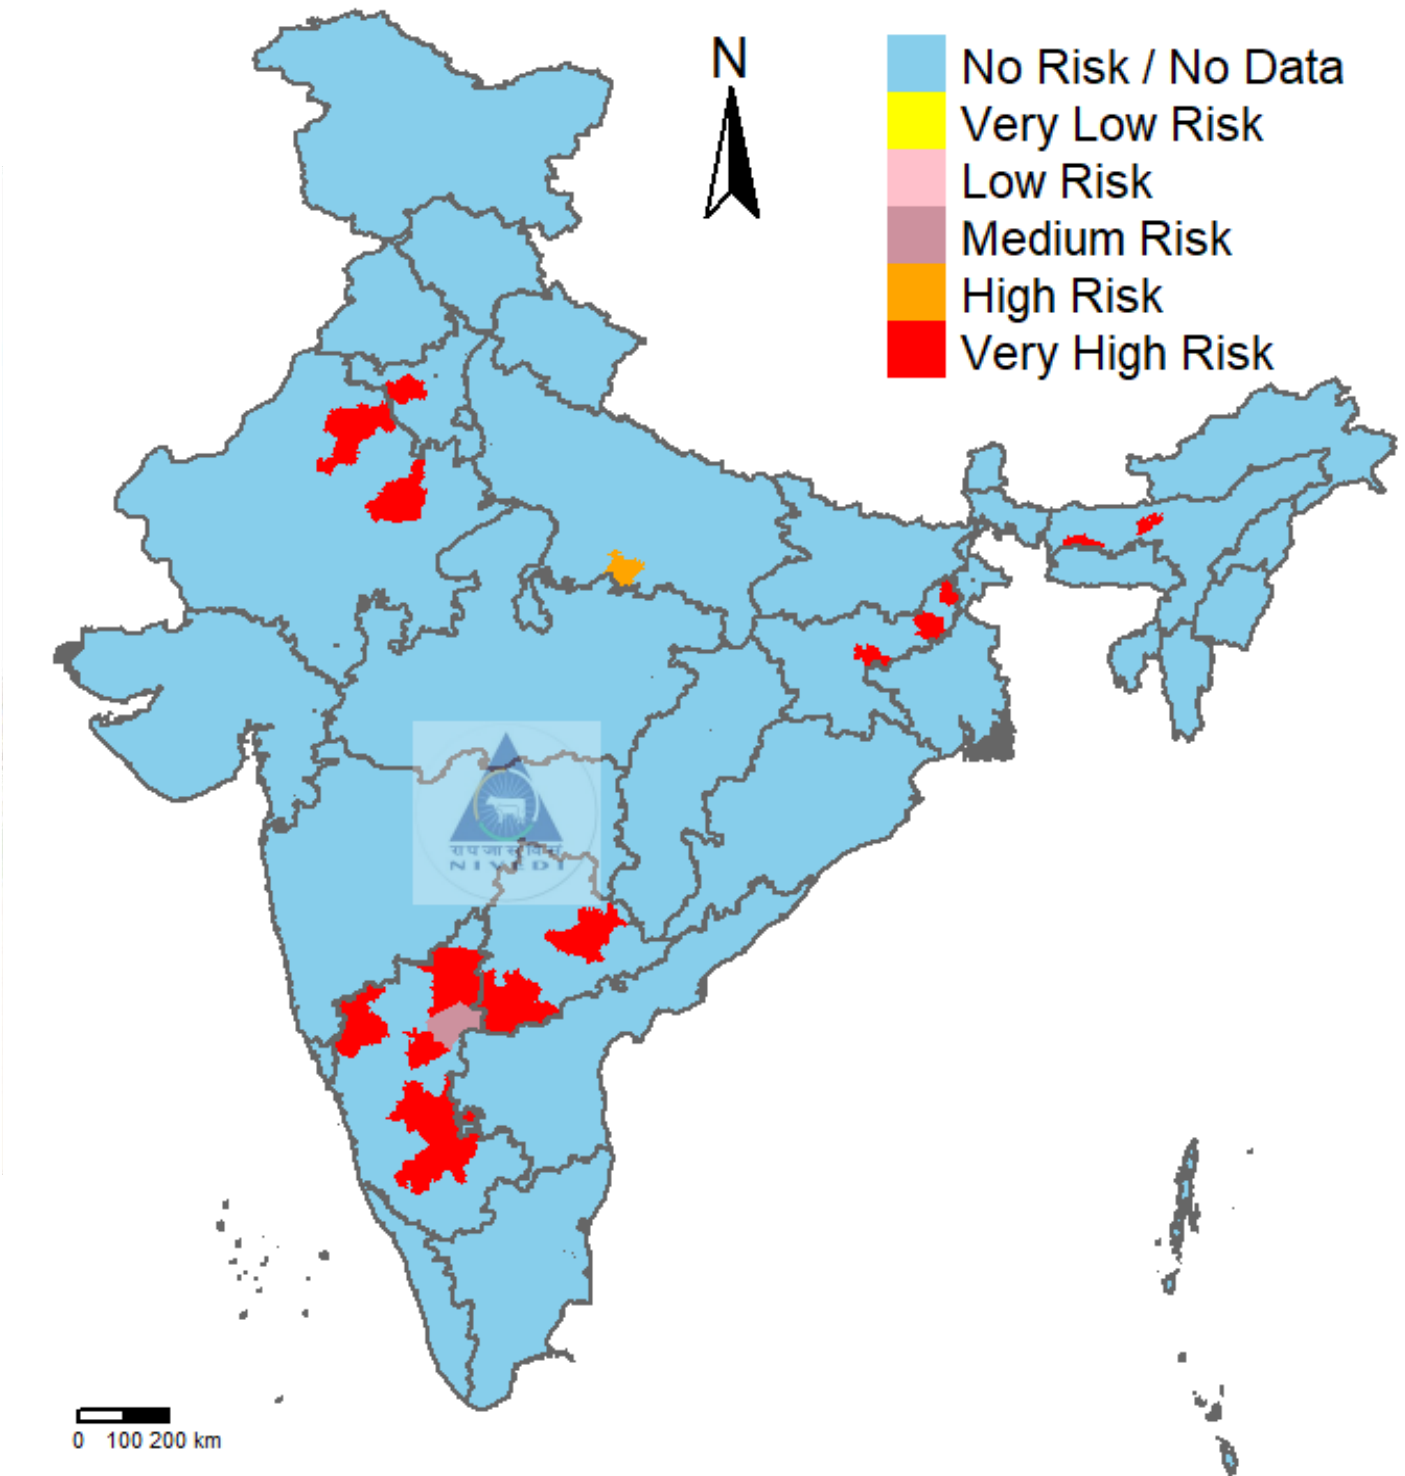 N
No Risk / No Data
Very Low Risk
Low Risk
Medium Risk
High Risk
Very High Risk
NIVEDI
0 100 200 km